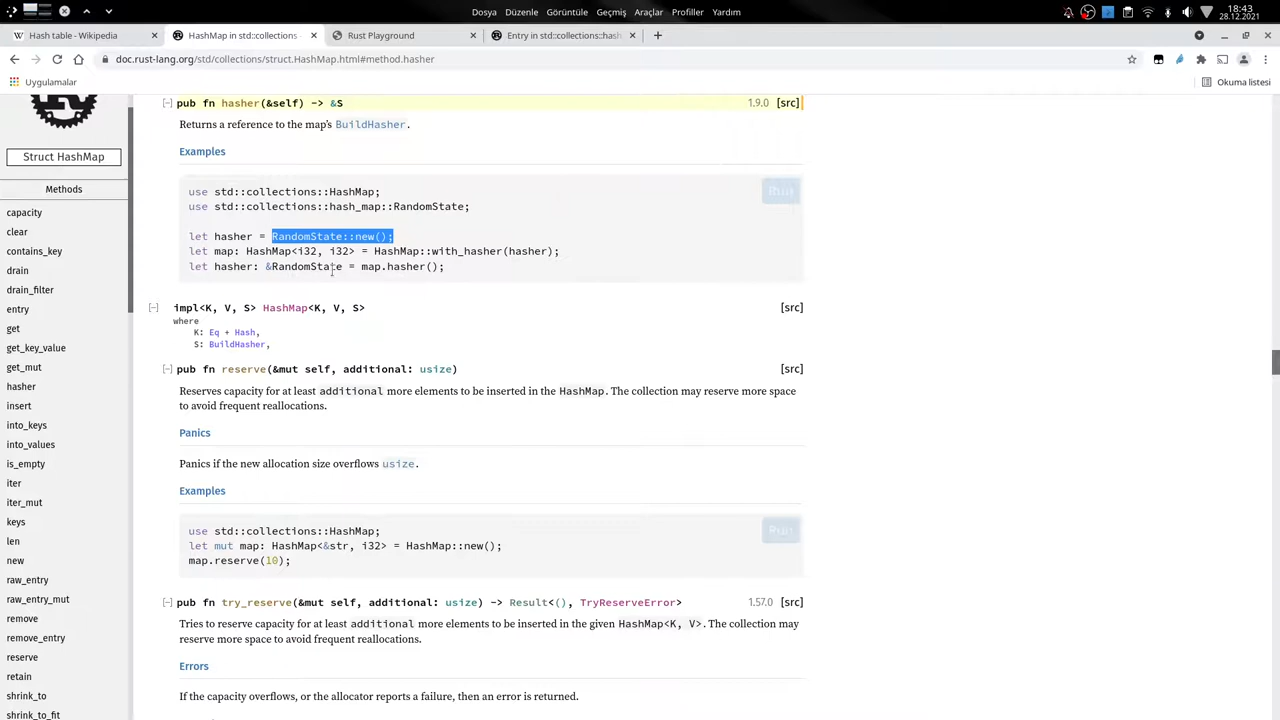 Dosya Düzenle Görüntüle Geçmiş Araçlar Profiller Yardım
18:43
28.12.2021
Hash table - Wikipedia
HashMap in std::collections -
Rust Playground
Entry in std::collections::hash
doc.rust-lang.org/std/collections/struct.HashMap.html#method.hasher
Uygulamalar
Okuma listesi
Struct HashMap
Methods
capacity
clear
contains_key
drain
drain_filter
entry
get
get_key_value
get_mut
hasher
insert
into_keys
into_values
is_empty
iter
iter_mut
keys
len
new
raw_entry
raw_entry_mut
remove
remove_entry
reserve
retain
shrink_to
shrink_to_fit
[-] pub fn hasher(&self) -> &S 1.9.0 [src]
Returns a reference to the map's BuildHasher.
Examples
Run
use std::collections::HashMap;
use std::collections::hash_map::RandomState;
let hasher = RandomState::new();
let map: HashMap<i32, i32> = HashMap::with_hasher(hasher);
let hasher: &RandomState = map.hasher();
[-] impl<K, V, S> HashMap<K, V, S> [src]
where
K: Eq + Hash,
S: BuildHasher,
[-] pub fn reserve(&mut self, additional: usize) [src]
Reserves capacity for at least additional more elements to be inserted in the HashMap. The collection may reserve more space
to avoid frequent reallocations.
Panics
Panics if the new allocation size overflows usize.
Examples
Run
use std::collections::HashMap;
let mut map: HashMap<&str, i32> = HashMap::new();
map.reserve(10);
[-] pub fn try_reserve(&mut self, additional: usize) -> Result<(), TryReserveError> 1.57.0 [src]
Tries to reserve capacity for at least additional more elements to be inserted in the given HashMap<K, V>. The collection may
reserve more space to avoid frequent reallocations.
Errors
If the capacity overflows, or the allocator reports a failure, then an error is returned.